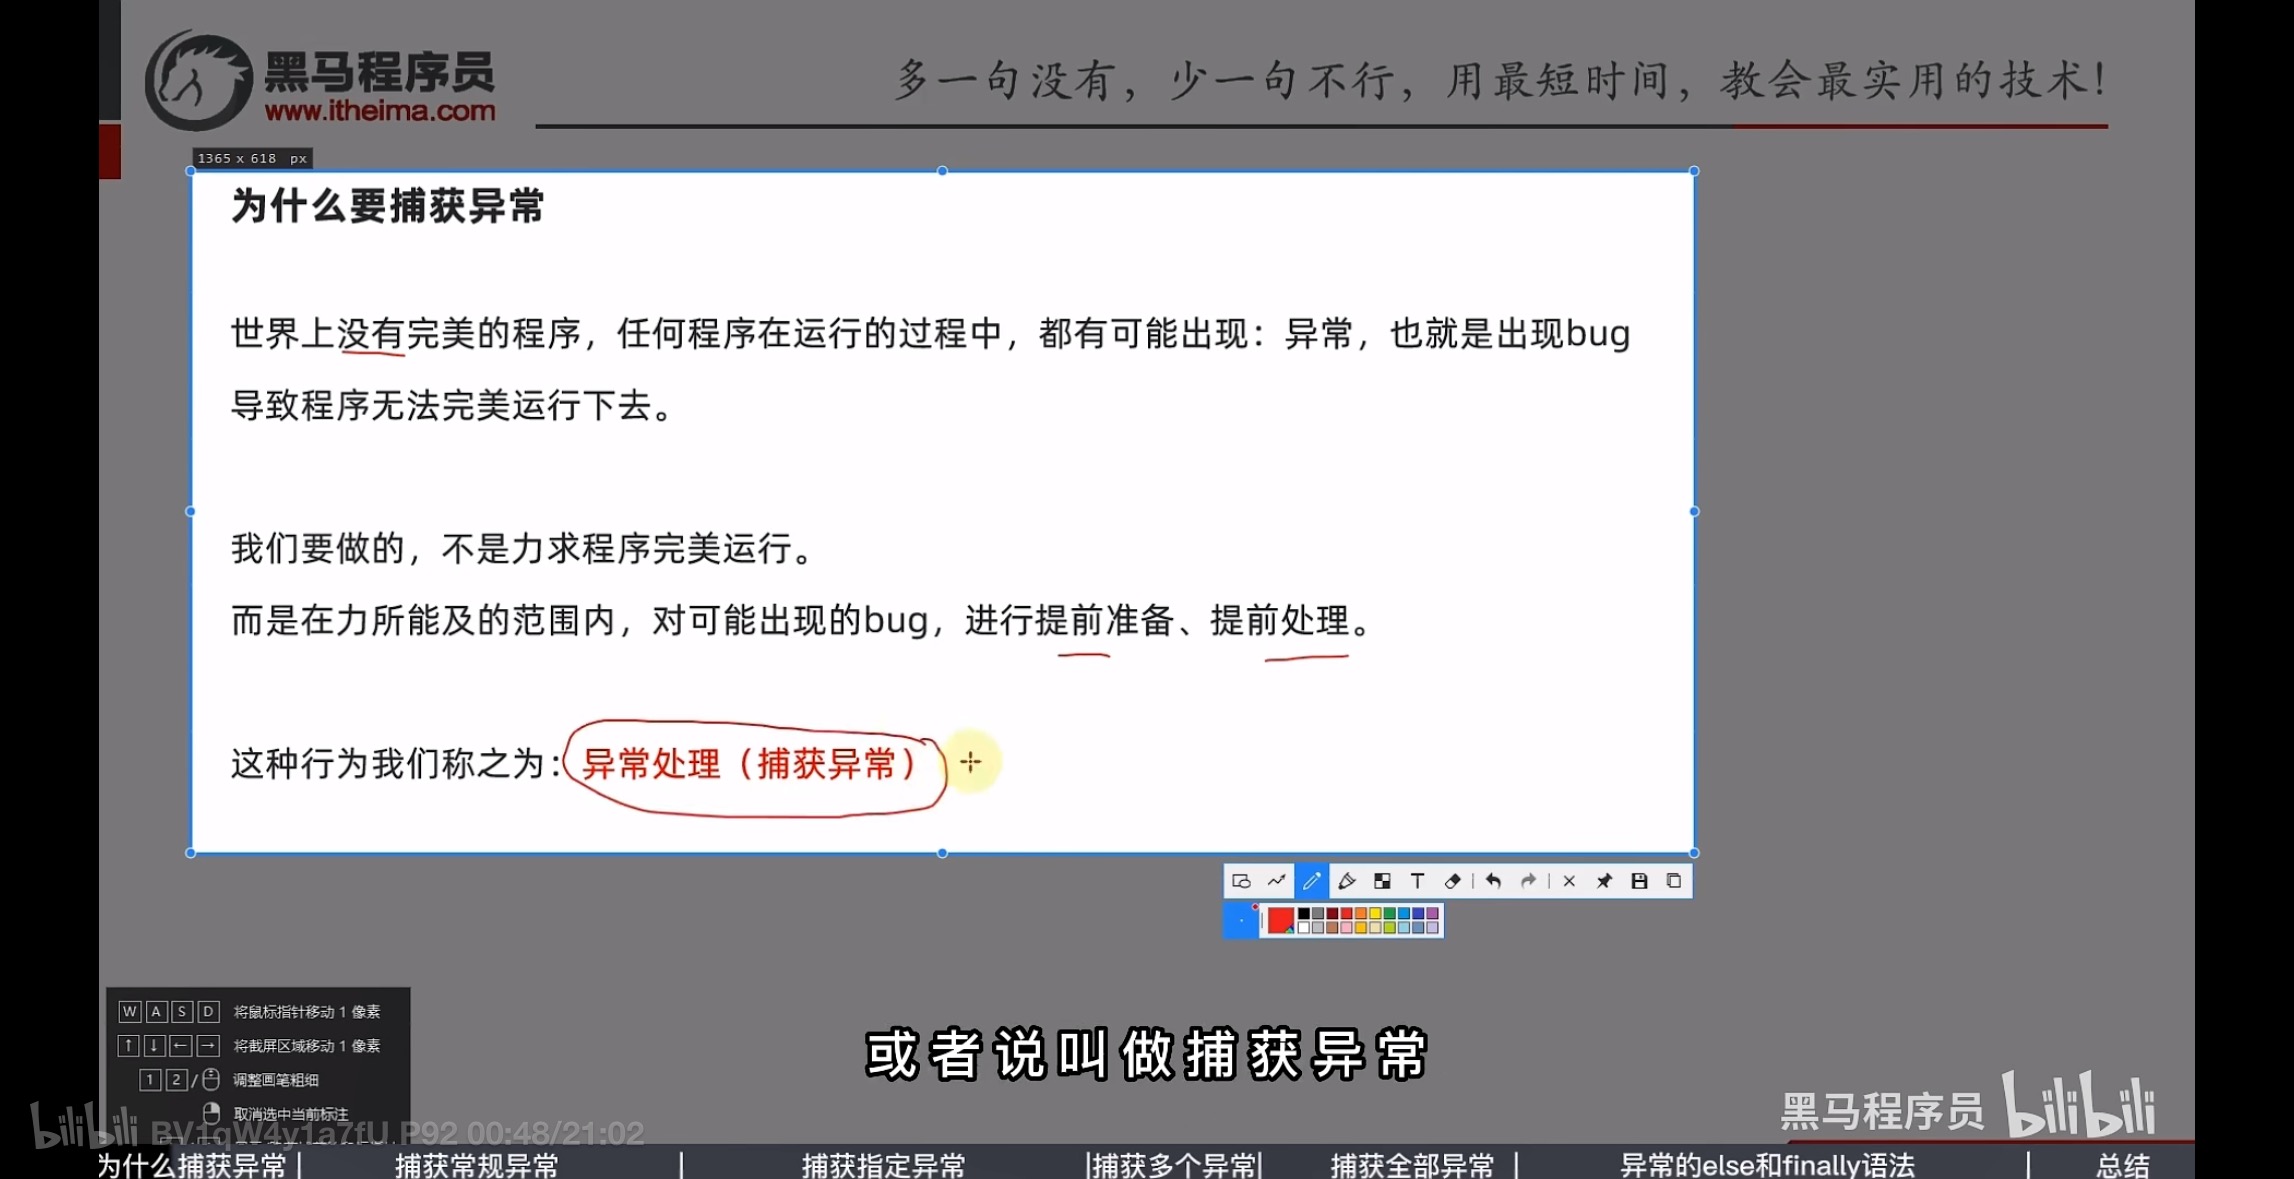 黑马程序员
www.itheima.com
多一句没有，少一句不行，用最短时间，教会最实用的技术！
1365 x 618 px
为什么要捕获异常
世界上没有完美的程序，任何程序在运行的过程中，都有可能出现：异常，也就是出现bug
导致程序无法完美运行下去。
我们要做的，不是力求程序完美运行。
而是在力所能及的范围内，对可能出现的bug，进行提前准备、提前处理。
这种行为我们称之为：异常处理（捕获异常）
T
W A S D 将鼠标指针移动 1 像素
↑ ↓ ← → 将截屏区域移动 1 像素
1 2 / 调整画笔粗细
取消选中当前标注
或者说叫做捕获异常
黑马程序员 bilibili
bilibili BV1qW4y1a7fU P92 00:48/21:02
为什么捕获异常 | 捕获常规异常 | 捕获指定异常 |捕获多个异常| 捕获全部异常 | 异常的else和finally语法 | 总结